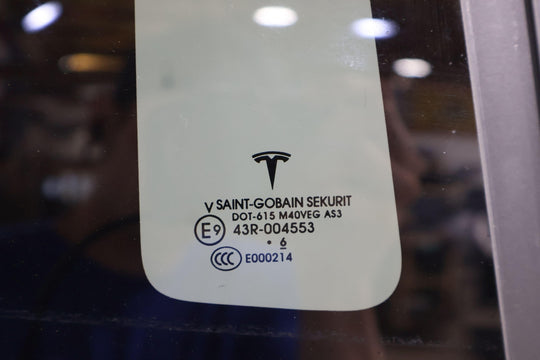 V SAINT-GOBAIN SEKURIT
DOT-615 M40VEG AS3
E9 43R-004553
. 6
CCC E000214